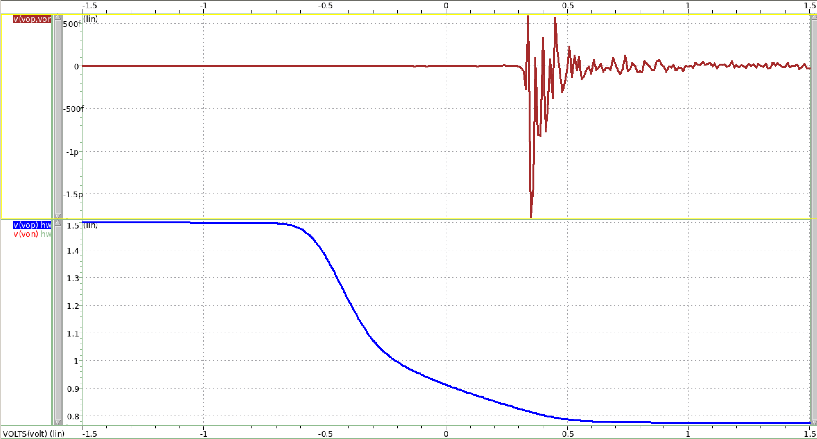 -1.5 -1 -0.5 0 0.5 1 1.5
v(vop,von
(lin)
500f
0
-500f
-1p
-1.5p
v(vop) hw
1.5 (lin)
v(von) hw
1.4
1.3
1.2
1.1
1
0.9
0.8
VOLTS(volt) (lin) -1.5 -1 -0.5 0 0.5 1 1.5